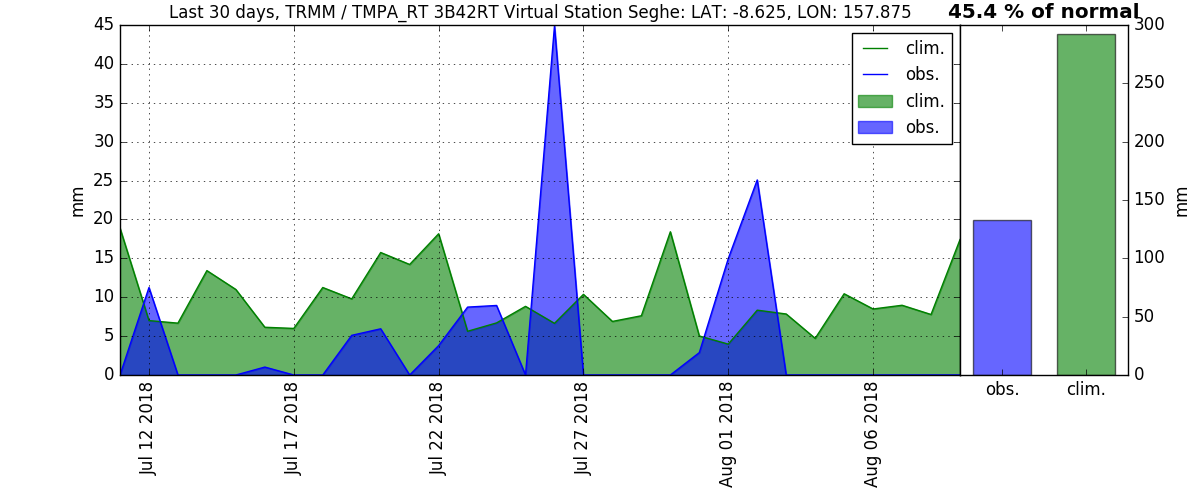 Last 30 days, TRMM / TMPA_RT 3B42RT Virtual Station Seghe: LAT: -8.625, LON: 157.875
45.4 % of normal
45
40
35
30
25
20
15
10
5
0
mm
clim.
obs.
clim.
obs.
Jul 12 2018
Jul 17 2018
Jul 22 2018
Jul 27 2018
Aug 01 2018
Aug 06 2018
300
250
200
150
100
50
0
mm
obs.
clim.